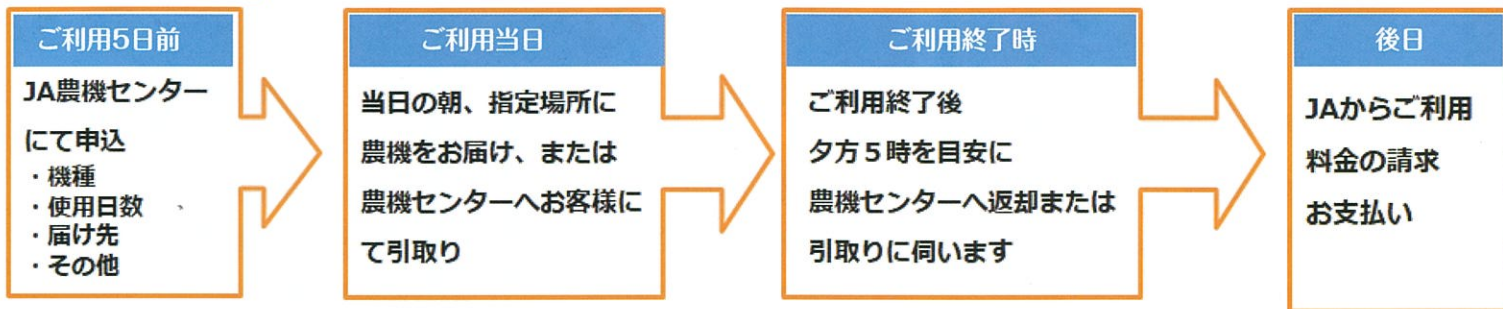 ご利用5日前
JA農機センター
にて申込
・機種
・使用日数
・届け先
・その他
ご利用当日
当日の朝、指定場所に
農機をお届け、または
農機センターへお客様に
て引取り
ご利用終了時
ご利用終了後
夕方５時を目安に
農機センターへ返却または
引取りに伺います
後日
JAからご利用
料金の請求
お支払い